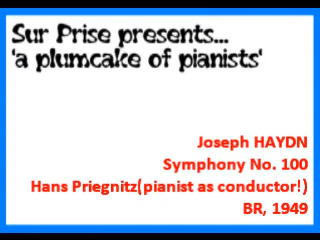 Sur Prise presents...
'a plumcake of pianists'
Joseph HAYDN
Symphony No. 100
Hans Priegnitz(pianist as conductor!)
BR, 1949